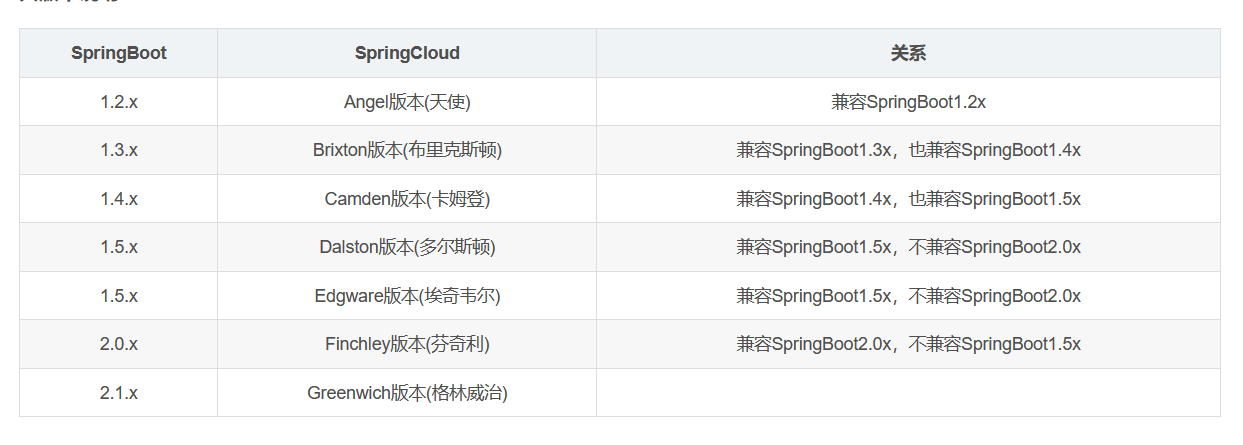 SpringBoot SpringCloud 关系
1.2.x Angel版本(天使) 兼容SpringBoot1.2x
1.3.x Brixton版本(布里克斯顿) 兼容SpringBoot1.3x，也兼容SpringBoot1.4x
1.4.x Camden版本(卡姆登) 兼容SpringBoot1.4x，也兼容SpringBoot1.5x
1.5.x Dalston版本(多尔斯顿) 兼容SpringBoot1.5x，不兼容SpringBoot2.0x
1.5.x Edgware版本(埃奇韦尔) 兼容SpringBoot1.5x，不兼容SpringBoot2.0x
2.0.x Finchley版本(芬奇利) 兼容SpringBoot2.0x，不兼容SpringBoot1.5x
2.1.x Greenwich版本(格林威治)